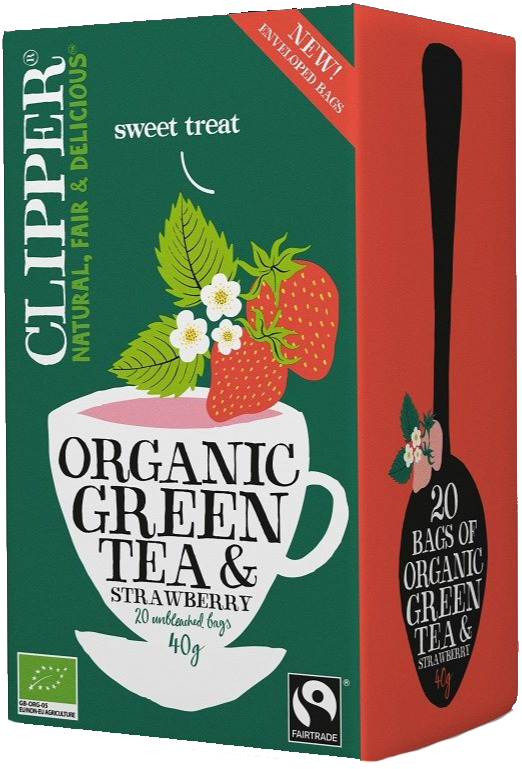 CLIPPER®
NATURAL, FAIR & DELICIOUS™
NEW!
ENVELOPED BAGS
sweet treat
ORGANIC
GREEN
TEA &
STRAWBERRY
20 unbleached bags
40g
GB-ORG-05
EU/NON-EU AGRICULTURE
FAIRTRADE
®
20
BAGS OF
ORGANIC
GREEN
TEA &
STRAWBERRY
40g